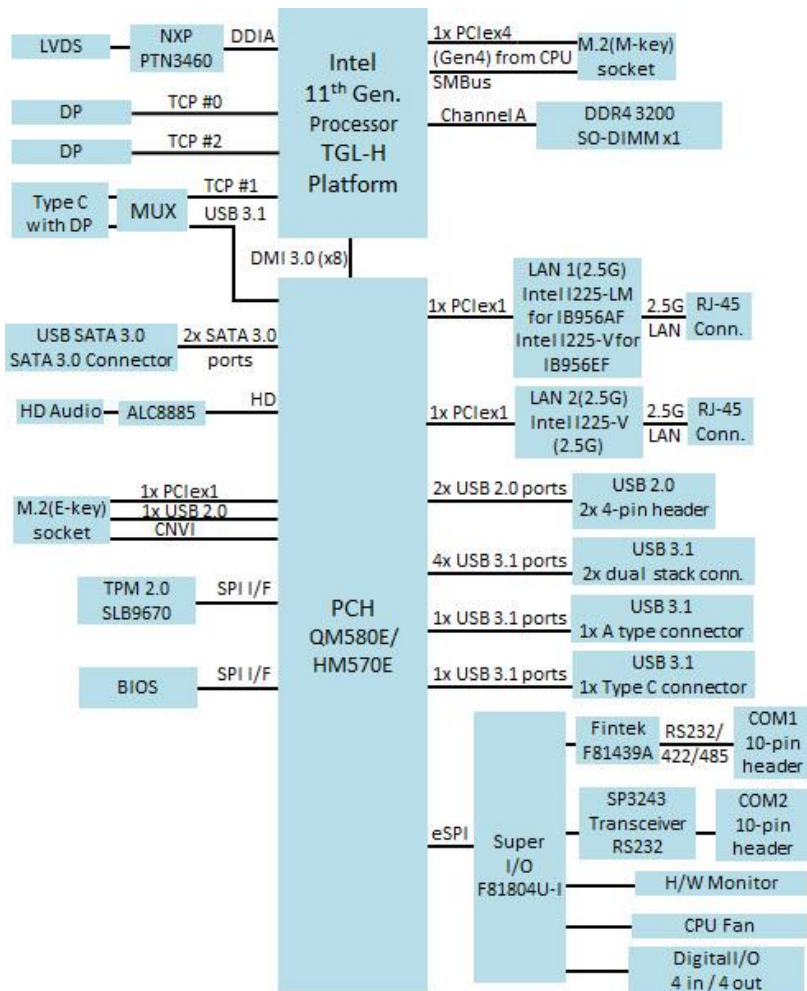 LVDS
NXP
PTN3460
DDIA
DP
TCP #0
DP
TCP #2
Type C
with DP
MUX
TCP #1
USB 3.1
Intel
11th Gen.
Processor
TGL-H
Platform
1x PCIex4
(Gen4) from CPU
SMBus
M.2(M-key)
socket
Channel A
DDR4 3200
SO-DIMM x1
DMI 3.0 (x8)
USB SATA 3.0
SATA 3.0 Connector
2x SATA 3.0
ports
HD Audio
ALC8885
HD
M.2(E-key)
socket
1x PCIex1
1x USB 2.0
CNVI
TPM 2.0
SLB9670
SPI I/F
BIOS
SPI I/F
PCH
QM580E/
HM570E
1x PCIex1
LAN 1(2.5G)
Intel I225-LM
for IB956AF
Intel I225-V for
IB956EF
2.5G
LAN
RJ-45
Conn.
1x PCIex1
LAN 2(2.5G)
Intel I225-V
(2.5G)
2.5G
LAN
RJ-45
Conn.
2x USB 2.0 ports
USB 2.0
2x 4-pin header
4x USB 3.1 ports
USB 3.1
2x dual stack conn.
1x USB 3.1 ports
USB 3.1
1x A type connector
1x USB 3.1 ports
USB 3.1
1x Type C connector
eSPI
Super
I/O
F81804U-I
Fintek
F81439A
RS232/
422/485
COM1
10-pin
header
SP3243
Transceiver
RS232
COM2
10-pin
header
H/W Monitor
CPU Fan
Digital I/O
4 in / 4 out